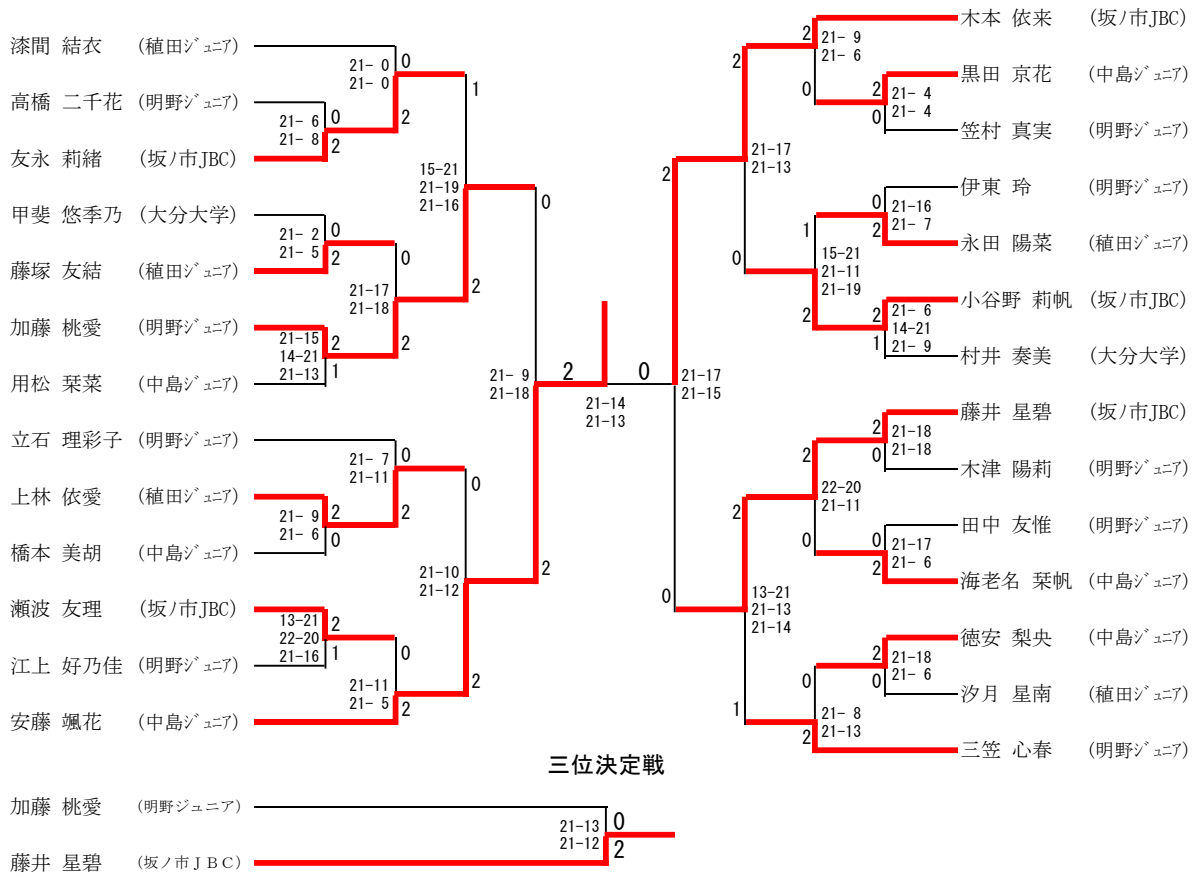 漆間 結衣 (稙田ｼﾞｭﾆｱ)
21- 0 0
21- 0
高橋 二千花 (明野ｼﾞｭﾆｱ)
21- 6 0
21- 8 2
2
友永 莉緒 (坂ﾉ市JBC)
1
15-21
21-19
21-16
甲斐 悠季乃 (大分大学)
21- 2 0
21- 5 2
藤塚 友結 (稙田ｼﾞｭﾆｱ)
0
21-17
21-18
2
加藤 桃愛 (明野ｼﾞｭﾆｱ)
21-15 2
14-21
21-13 1
2
用松 栞菜 (中島ｼﾞｭﾆｱ)
0
21- 9
21-18
立石 理彩子 (明野ｼﾞｭﾆｱ)
21- 7 0
21-11
上林 依愛 (稙田ｼﾞｭﾆｱ)
21- 9 2
21- 6 0
2
橋本 美胡 (中島ｼﾞｭﾆｱ)
0
21-10
21-12
2
瀬波 友理 (坂ﾉ市JBC)
13-21 2
22-20
21-16 1
江上 好乃佳 (明野ｼﾞｭﾆｱ)
0
21-11
21- 5 2
2
安藤 颯花 (中島ｼﾞｭﾆｱ)
2 0
21-14
21-13
木本 依来 (坂ﾉ市JBC)
2 21- 9
21- 6
黒田 京花 (中島ｼﾞｭﾆｱ)
0
2 21- 4
0 21- 4
笠村 真実 (明野ｼﾞｭﾆｱ)
2
21-17
21-13
伊東 玲 (明野ｼﾞｭﾆｱ)
0 21-16
2 21- 7
永田 陽菜 (稙田ｼﾞｭﾆｱ)
1
15-21
21-11
21-19
0
小谷野 莉帆 (坂ﾉ市JBC)
2
2 21- 6
14-21
1 21- 9
村井 奏美 (大分大学)
2
21-17
21-15
藤井 星碧 (坂ﾉ市JBC)
2 21-18
0 21-18
木津 陽莉 (明野ｼﾞｭﾆｱ)
2
22-20
21-11
田中 友惟 (明野ｼﾞｭﾆｱ)
0
0 21-17
2 21- 6
海老名 栞帆 (中島ｼﾞｭﾆｱ)
2
0
13-21
21-13
21-14
徳安 梨央 (中島ｼﾞｭﾆｱ)
2 21-18
0 21- 6
汐月 星南 (稙田ｼﾞｭﾆｱ)
0
1
21- 8
2 21-13
三笠 心春 (明野ｼﾞｭﾆｱ)
三位決定戦
加藤 桃愛 (明野ジュニア)
21-13 0
21-12 2
藤井 星碧 (坂ノ市ＪＢＣ)